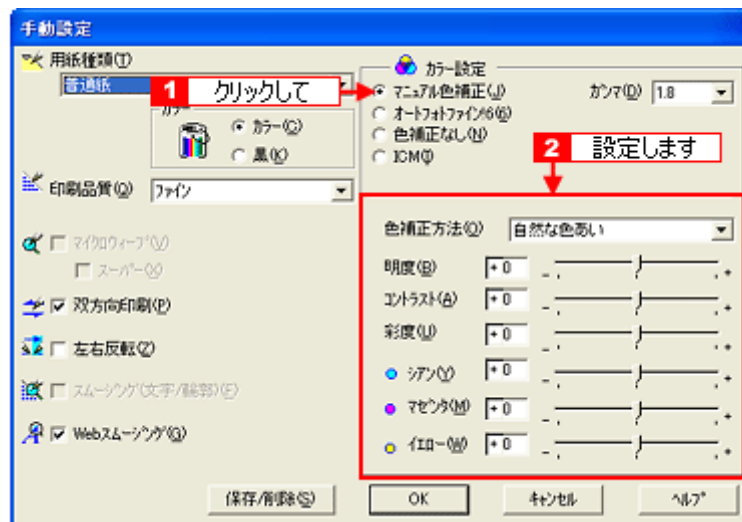 手動設定
用紙種類(T)
普通紙
1 クリックして
カラー
カラー(C)
黒(K)
印刷品質(Q)
ファイン
マイクロウィーブ(V)
スーパー(X)
双方向印刷(P)
左右反転(Z)
スムージング(文字/輪郭)(F)
Webスムージング(G)
カラー設定
マニュアル色補正(J)
ガンマ(D) 1.8
オートフォトファイン!6(6)
色補正なし(N)
ICM(I)
2 設定します
色補正方法(O) 自然な色あい
明度(B) +0 - +
コントラスト(A) +0 - +
彩度(U) +0 - +
シアン(Y) +0 - +
マゼンタ(M) +0 - +
イエロー(W) +0 - +
保存/削除(S) OK キャンセル ヘルプ